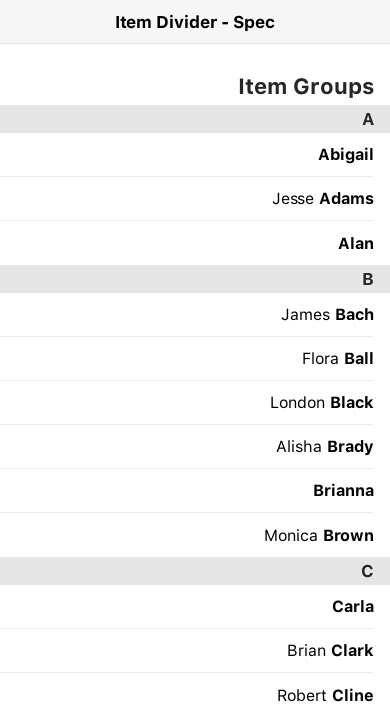 Item Divider - Spec
Item Groups
A
Abigail
Jesse Adams
Alan
B
James Bach
Flora Ball
London Black
Alisha Brady
Brianna
Monica Brown
C
Carla
Brian Clark
Robert Cline